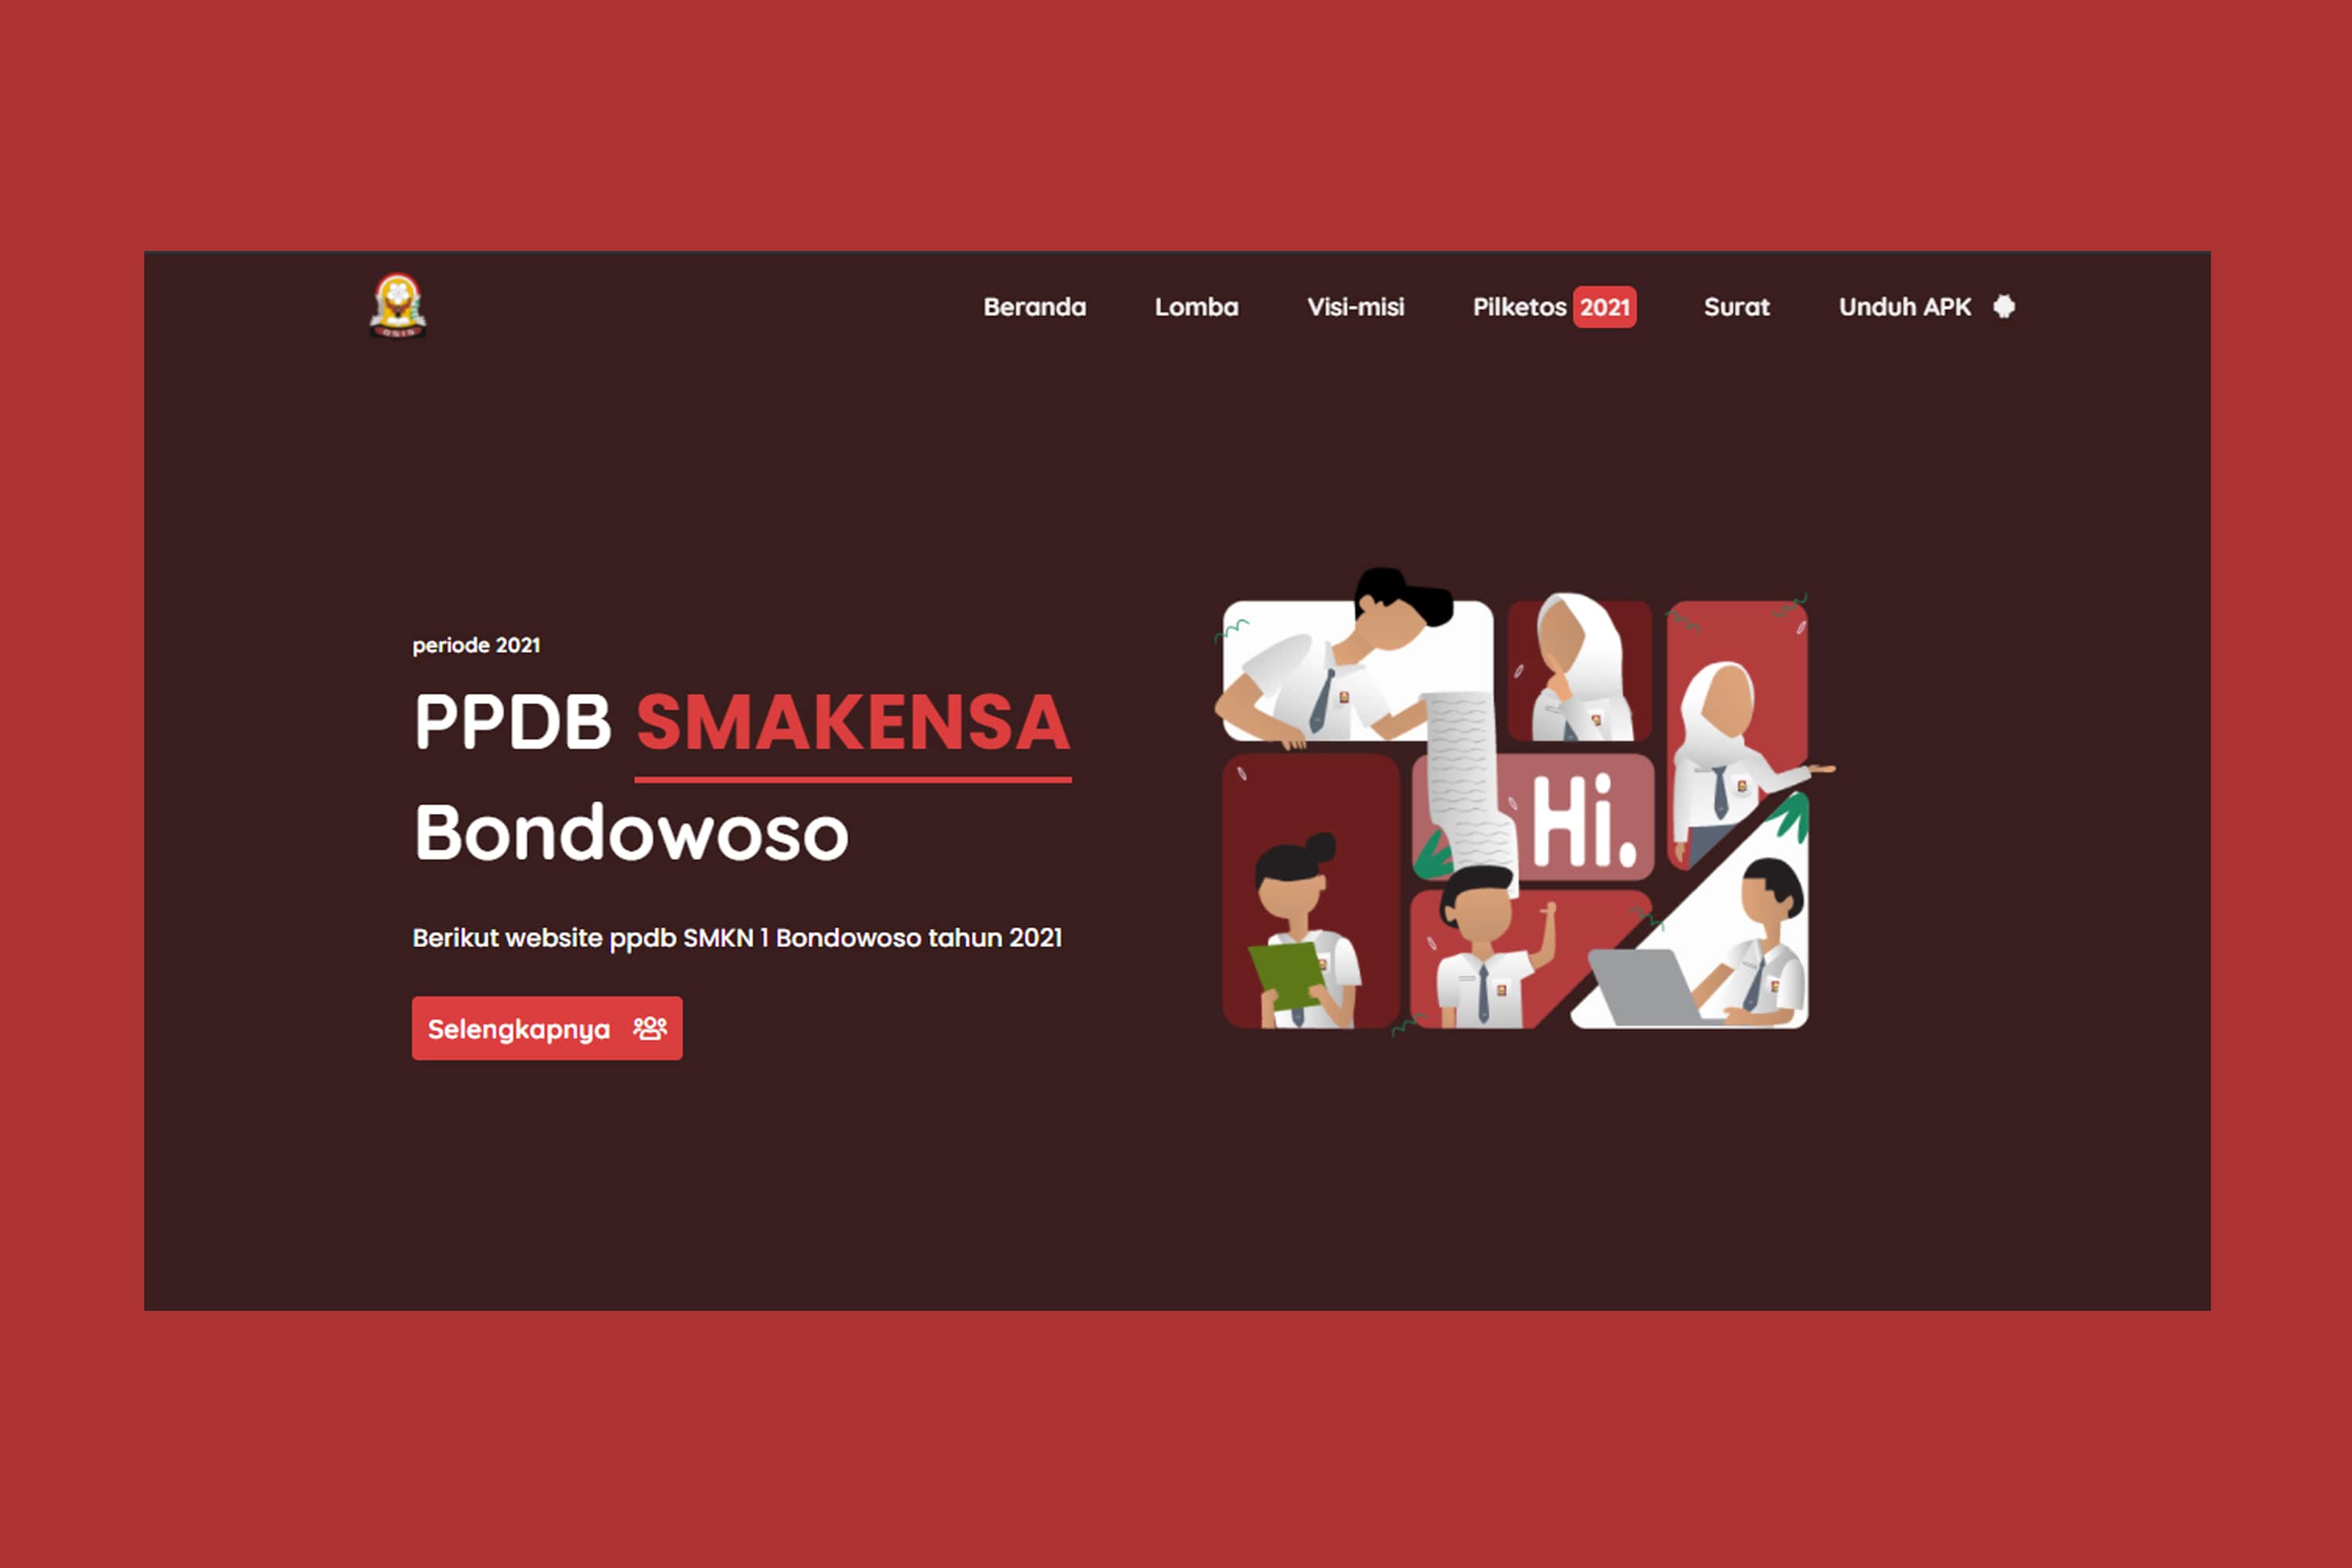 OSIS
Beranda Lomba Visi-misi Pilketos 2021 Surat Unduh APK
periode 2021
PPDB SMAKENSA
Bondowoso
Berikut website ppdb SMKN 1 Bondowoso tahun 2021
Selengkapnya
Hi.